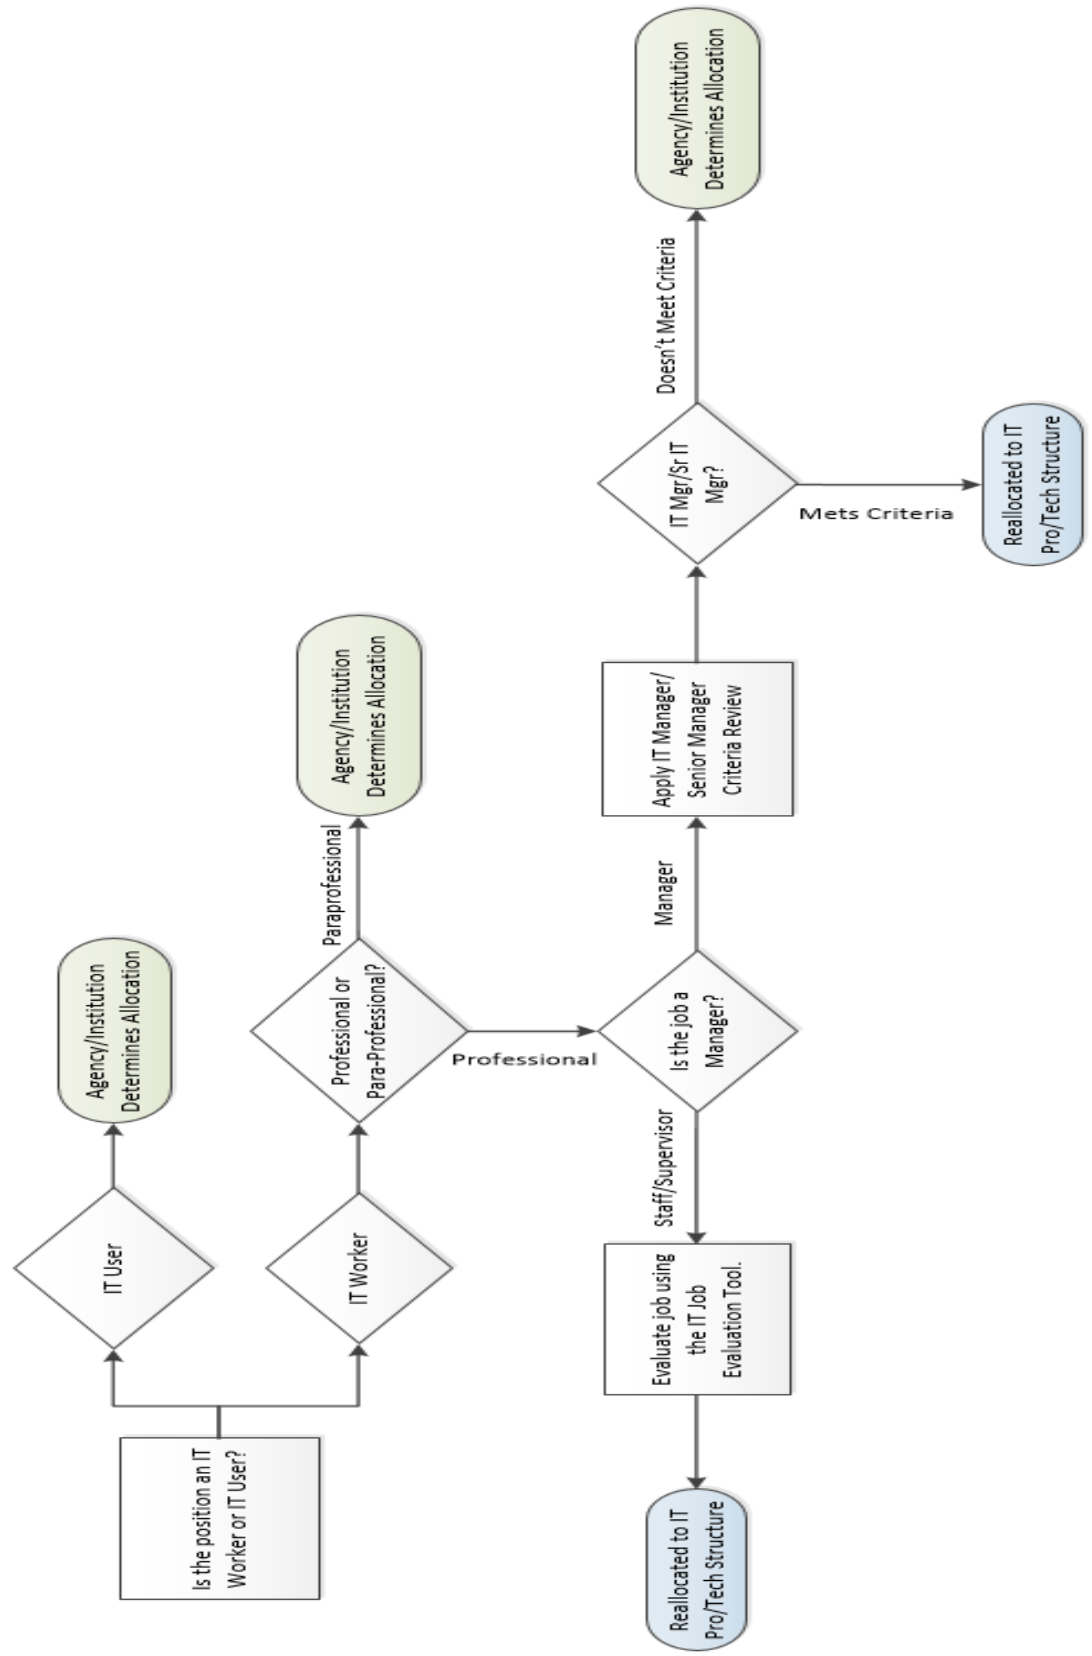 Is the position an IT
Worker or IT User?
IT User
Agency/Institution
Determines Allocation
IT Worker
Professional or
Para-Professional?
Paraprofessional
Agency/Institution
Determines Allocation
Professional
Is the job a
Manager?
Staff/Supervisor
Evaluate job using
the IT Job
Evaluation Tool.
Reallocated to IT
Pro/Tech Structure
Manager
Apply IT Manager/
Senior Manager
Criteria Review
IT Mgr/Sr IT
Mgr?
Doesn't Meet Criteria
Agency/Institution
Determines Allocation
Mets Criteria
Reallocated to IT
Pro/Tech Structure